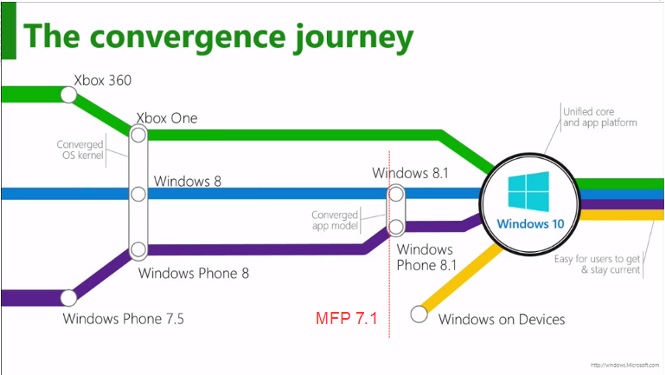 The convergence journey
Xbox 360
Xbox One
Converged
OS kernel
Windows 8
Windows Phone 8
Windows Phone 7.5
Windows 8.1
Converged
app model
Windows
Phone 8.1
MFP 7.1
Unified core
and app platform
Windows 10
Easy for users to get
& stay current
Windows on Devices
http://windows.Microsoft.com